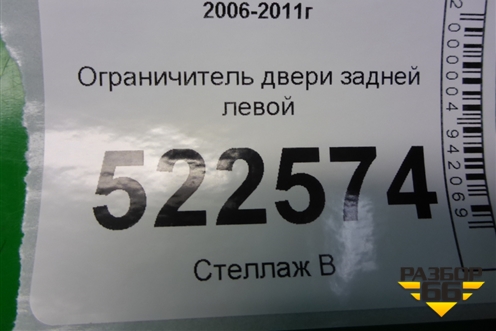 2006-2011г
Ограничитель двери задней
левой
522574
Стеллаж В
2000004942069
РАЗБОР
66